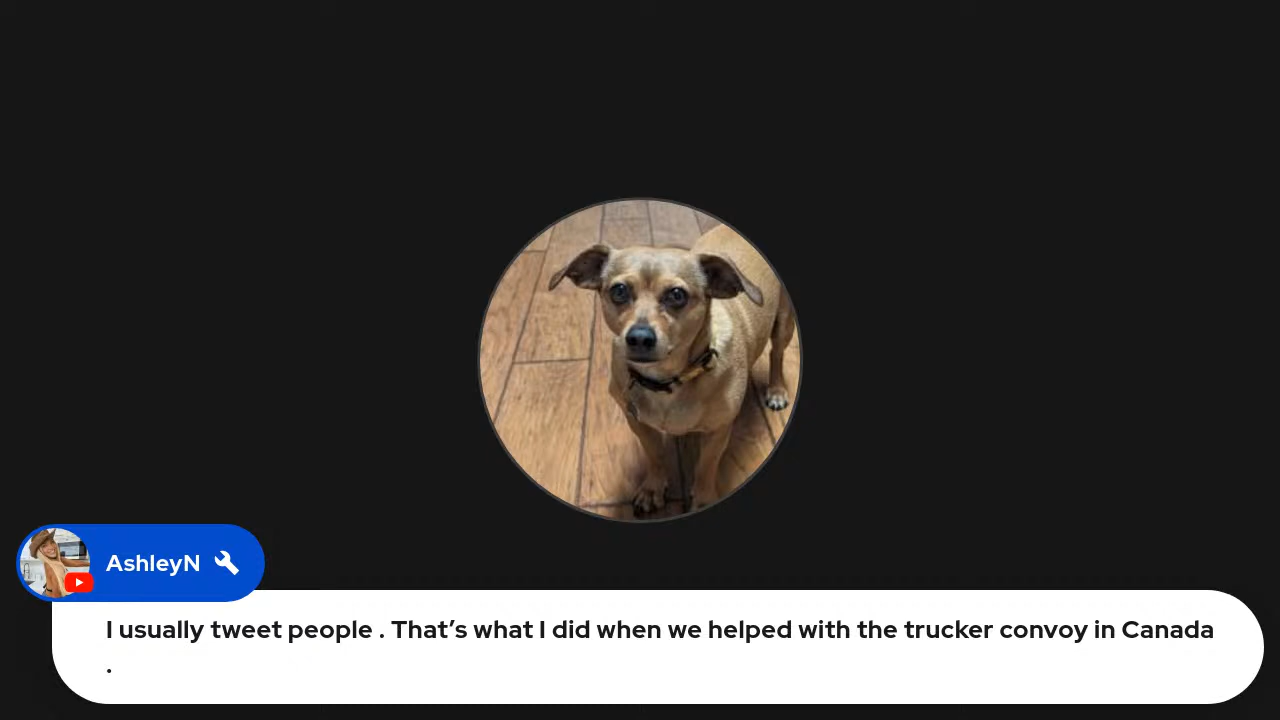 AshleyN
I usually tweet people . That’s what I did when we helped with the trucker convoy in Canada
.